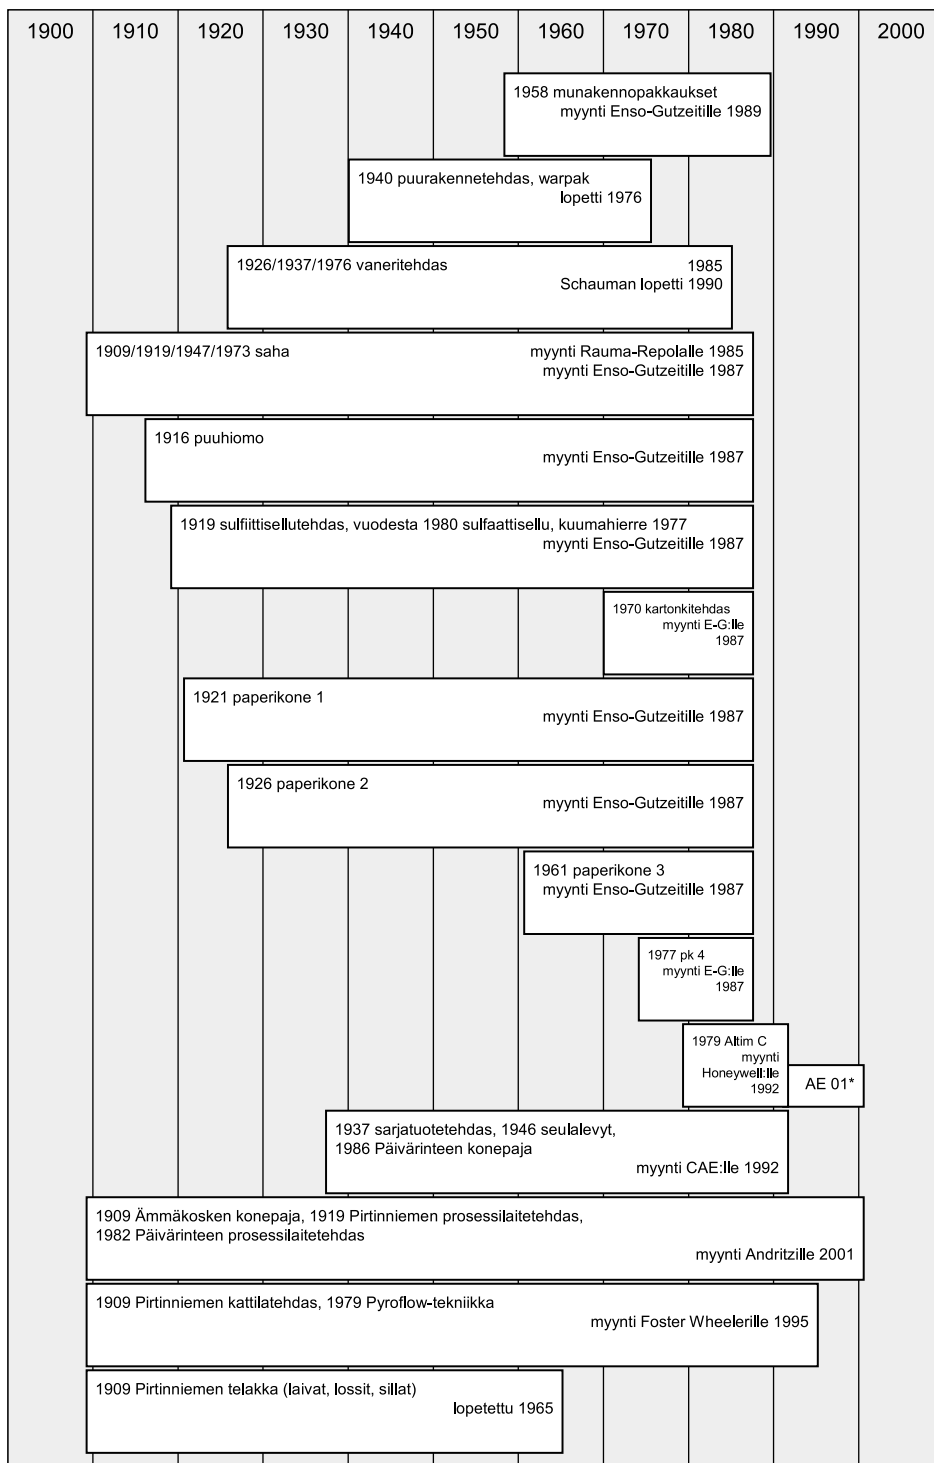 1900 1910 1920 1930 1940 1950 1960 1970 1980 1990 2000
1958 munakennopakkaukset
myynti Enso-Gutzeitille 1989
1940 puurakennetehdas, warpak
lopetti 1976
1926/1937/1976 vaneritehdas 1985
Schauman lopetti 1990
1909/1919/1947/1973 saha myynti Rauma-Repolalle 1985
myynti Enso-Gutzeitille 1987
1916 puuhiomo
myynti Enso-Gutzeitille 1987
1919 sulfiittisellutehdas, vuodesta 1980 sulfaattisellu, kuumahierre 1977
myynti Enso-Gutzeitille 1987
1970 kartonkitehdas
myynti E-G:lle
1987
1921 paperikone 1
myynti Enso-Gutzeitille 1987
1926 paperikone 2
myynti Enso-Gutzeitille 1987
1961 paperikone 3
myynti Enso-Gutzeitille 1987
1977 pk 4
myynti E-G:lle
1987
1979 Altim C
myynti
Honeywell:lle
1992
AE 01*
1937 sarjatuotetehdas, 1946 seulalevyt,
1986 Päivärinteen konepaja
myynti CAE:lle 1992
1909 Ämmäkosken konepaja, 1919 Pirtinniemen prosessilaitetehdas,
1982 Päivärinteen prosessilaitetehdas
myynti Andritzille 2001
1909 Pirtinniemen kattilatehdas, 1979 Pyroflow-tekniikka
myynti Foster Wheelerille 1995
1909 Pirtinniemen telakka (laivat, lossit, sillat)
lopetettu 1965